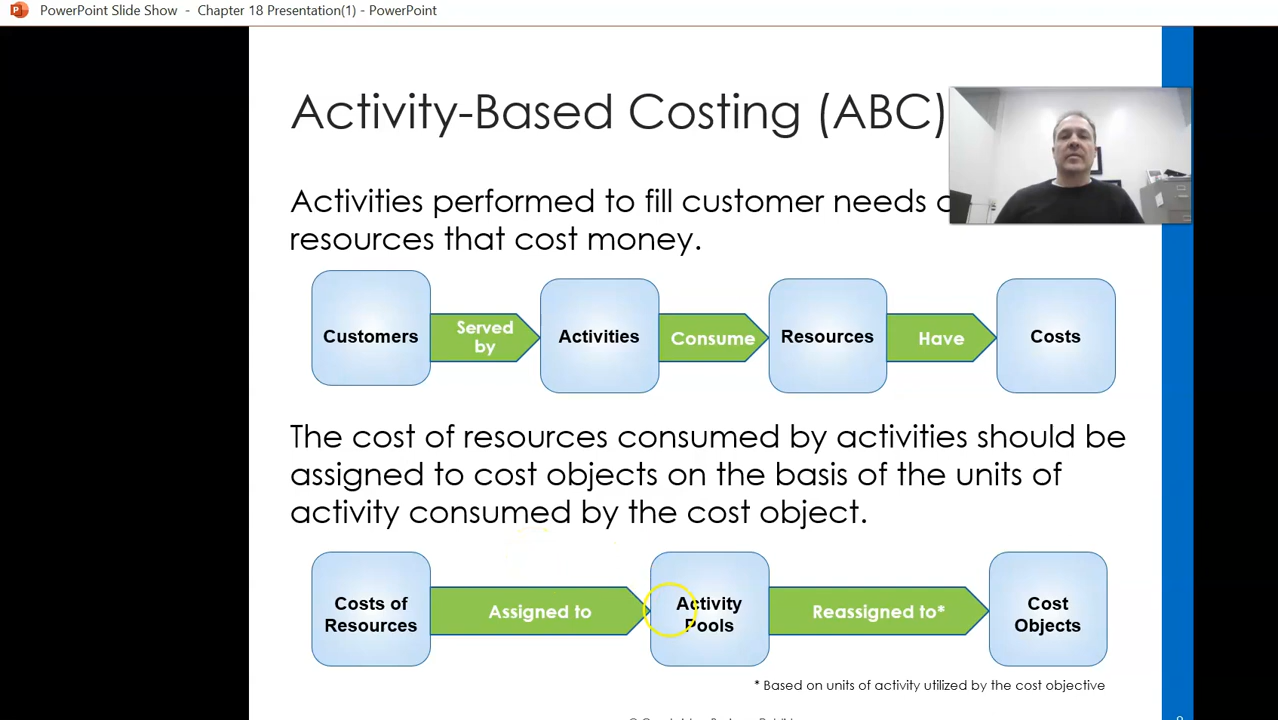 PowerPoint Slide Show - Chapter 18 Presentation(1) - PowerPoint
Activity-Based Costing (ABC)
Activities performed to fill customer needs
resources that cost money.
Customers
Served
by
Activities
Consume
Resources
Have
Costs
The cost of resources consumed by activities should be
assigned to cost objects on the basis of the units of
activity consumed by the cost object.
Costs of
Resources
Assigned to
Activity
Pools
Reassigned to*
Cost
Objects
* Based on units of activity utilized by the cost objective